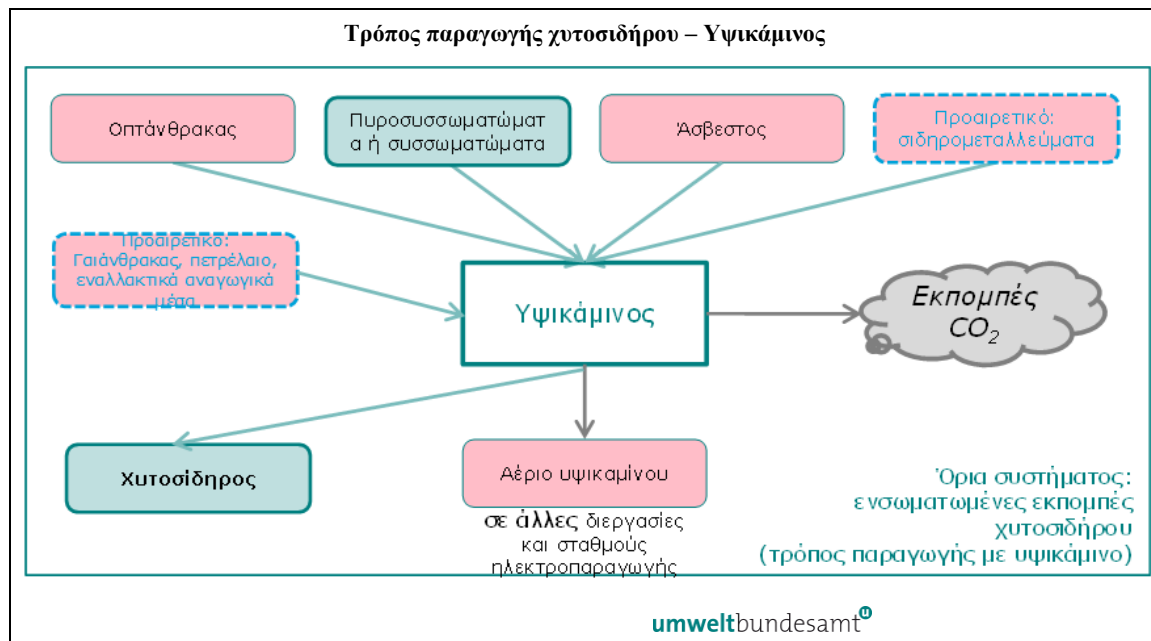 Τρόπος παραγωγής χυτοσιδήρου – Υψικάμινος
Οπτάνθρακας
Πυροσυσσωματώματ
α ή συσσωματώματα
Άσβεστος
Προαιρετικό:
σιδηρομεταλλεύματα
Προαιρετικό:
Γαιάνθρακας, πετρέλαιο,
εναλλακτικά αναγωγικά
μέσα
Υψικάμινος
Εκπομπές
CO2
Χυτοσίδηρος
Αέριο υψικαμίνου
σε άλλες διεργασίες
και σταθμούς
ηλεκτροπαραγωγής
Όρια συστήματος:
ενσωματωμένες εκπομπές
χυτοσιδήρου
(τρόπος παραγωγής με υψικάμινο)
umweltbundesamt u